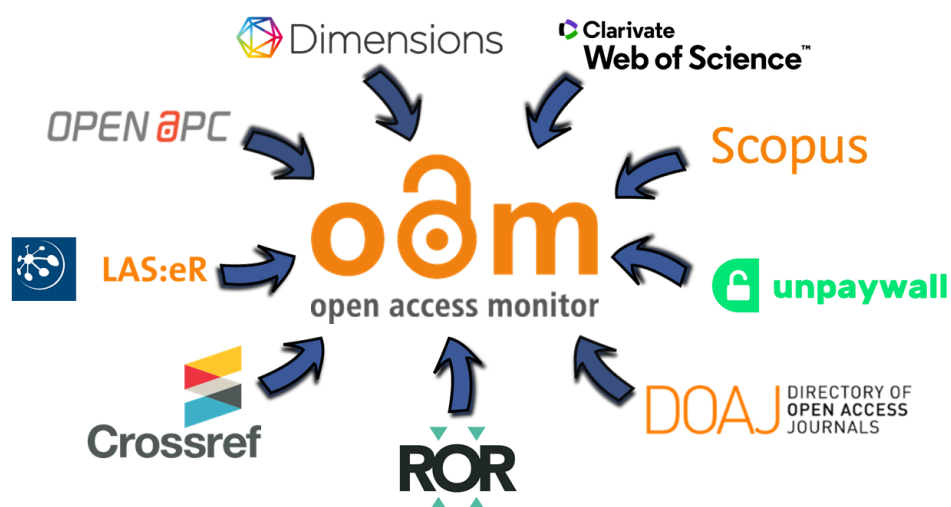 Dimensions
Clarivate
Web of Science™
OPEN aPC
Scopus
oam
open access monitor
LAS:eR
unpaywall
Crossref
DOAJ
DIRECTORY OF
OPEN ACCESS
JOURNALS
ROR